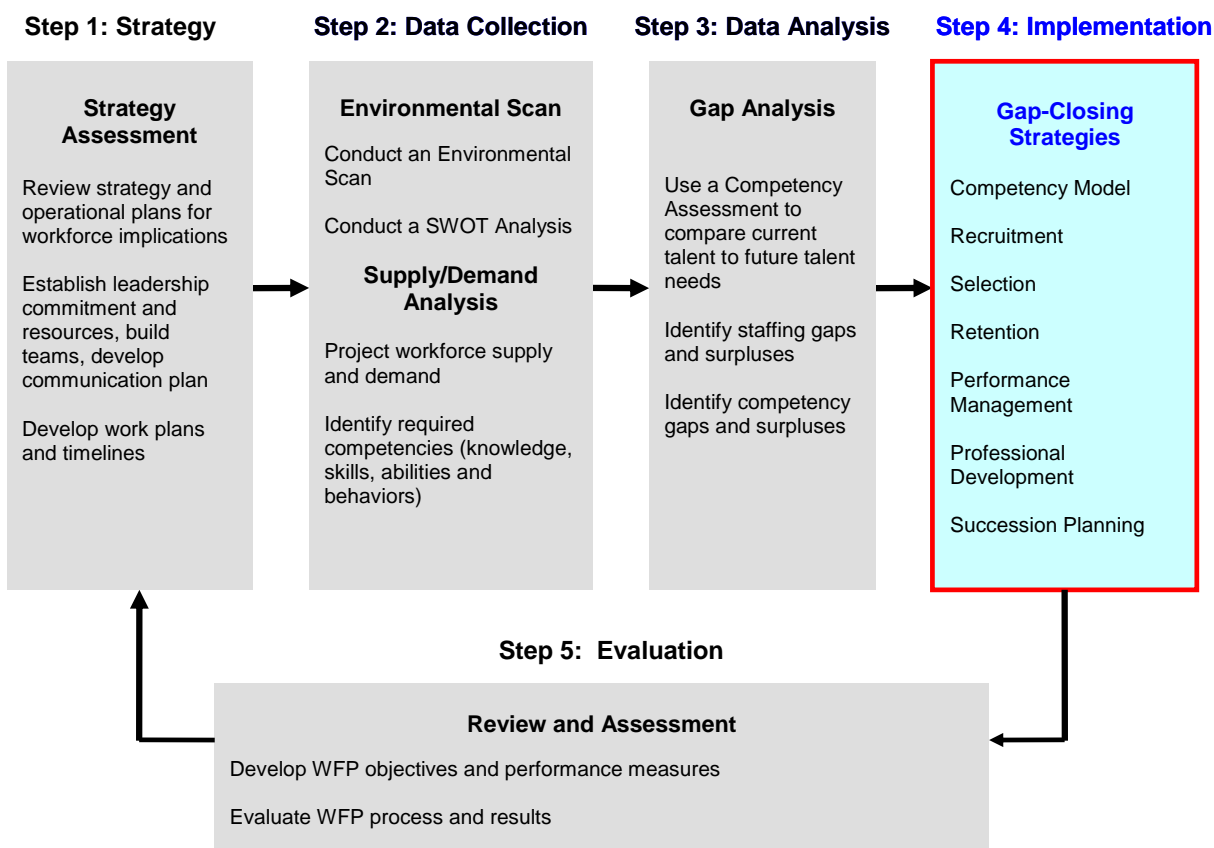 Step 1: Strategy
Strategy
Assessment
Review strategy and
operational plans for
workforce implications
Establish leadership
commitment and
resources, build
teams, develop
communication plan
Develop work plans
and timelines
Step 2: Data Collection
Environmental Scan
Conduct an Environmental
Scan
Conduct a SWOT Analysis
Supply/Demand
Analysis
Project workforce supply
and demand
Identify required
competencies (knowledge,
skills, abilities and
behaviors)
Step 3: Data Analysis
Gap Analysis
Use a Competency
Assessment to
compare current
talent to future talent
needs
Identify staffing gaps
and surpluses
Identify competency
gaps and surpluses
Step 4: Implementation
Gap-Closing
Strategies
Competency Model
Recruitment
Selection
Retention
Performance
Management
Professional
Development
Succession Planning
Step 5: Evaluation
Review and Assessment
Develop WFP objectives and performance measures
Evaluate WFP process and results